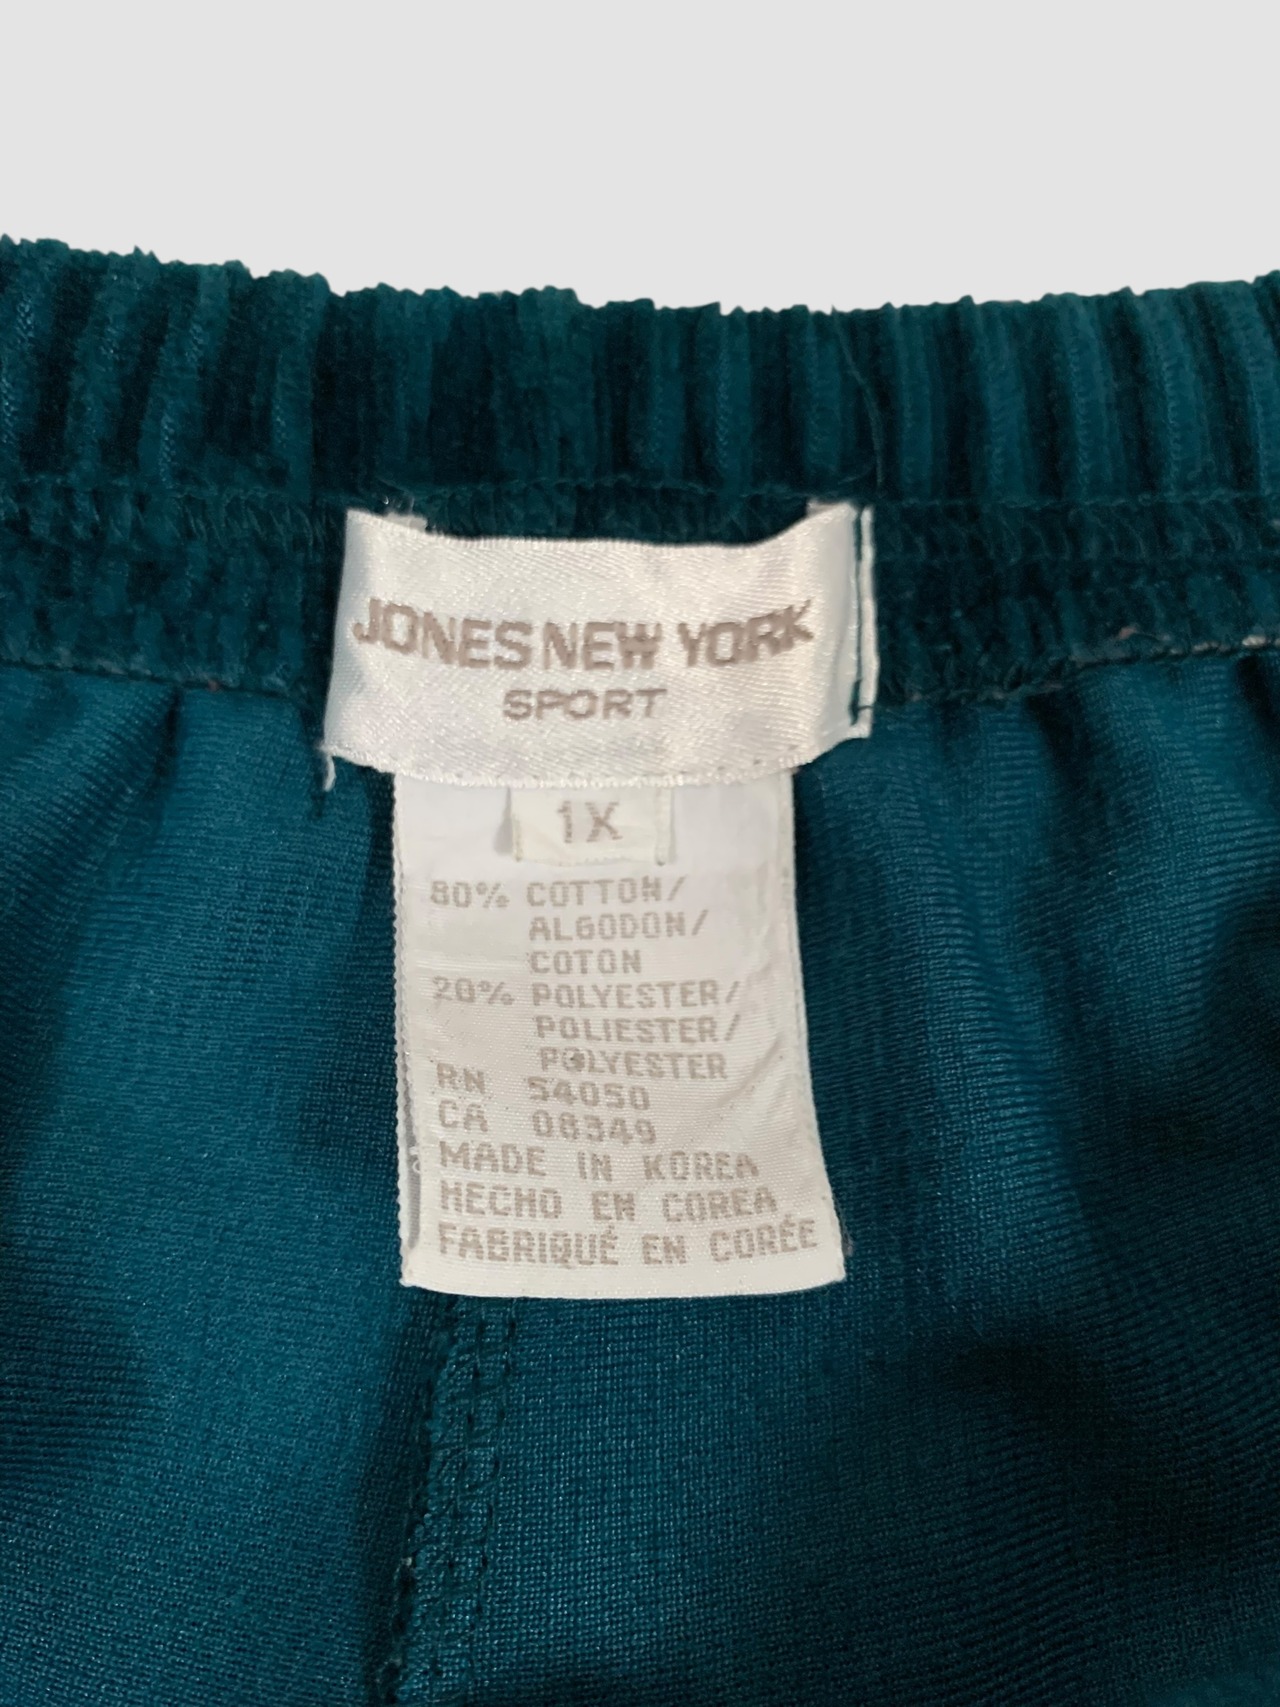 JONES NEW YORK
SPORT
1X
80% COTTON/
ALGODON/
COTON
20% POLYESTER/
POLIESTER/
POLYESTER
RN 54050
CA 08349
MADE IN KOREA
HECHO EN COREA
FABRIQUÉ EN CORÉE